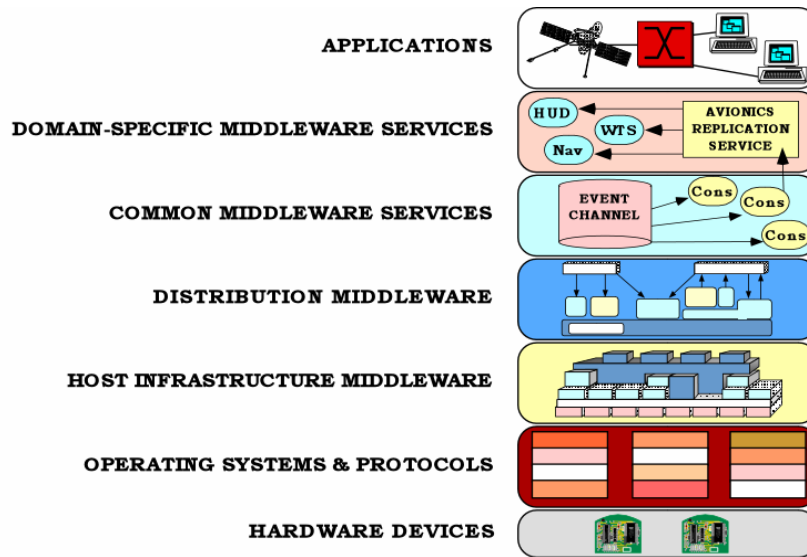 APPLICATIONS
HUD
WTS
Nav
AVIONICS
REPLICATION
SERVICE
DOMAIN-SPECIFIC MIDDLEWARE SERVICES
COMMON MIDDLEWARE SERVICES
EVENT
CHANNEL
Cons
Cons
Cons
DISTRIBUTION MIDDLEWARE
HOST INFRASTRUCTURE MIDDLEWARE
OPERATING SYSTEMS & PROTOCOLS
HARDWARE DEVICES